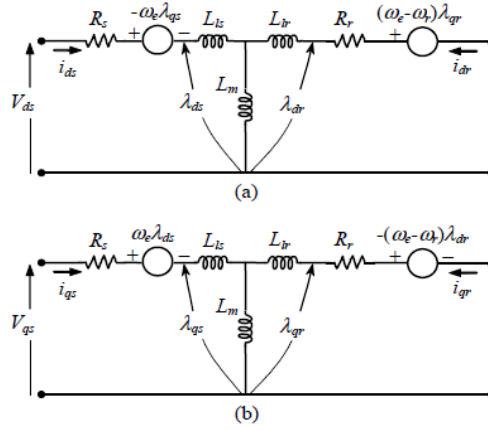 R_s + -ω_eλ_qs − L_ls L_lr R_r (ω_e-ω_r)λ_qr +
i_ds i_dr
V_ds λ_ds L_m λ_dr
(a)
R_s + ω_eλ_ds − L_ls L_lr R_r + -(ω_e-ω_r)λ_dr −
i_qs i_qr
V_qs λ_qs L_m λ_qr
(b)